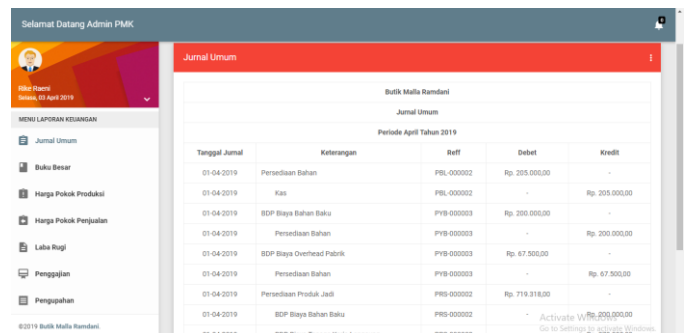 Selamat Datang Admin PMK
Rike Raeni
Selasa, 03 April 2019
MENU LAPORAN KEUANGAN
Jurnal Umum
Buku Besar
Harga Pokok Produksi
Harga Pokok Penjualan
Laba Rugi
Penggajian
Pengupahan
©2019 Butik Malla Ramdani.
Jurnal Umum
Butik Malla Ramdani
Jurnal Umum
Periode April Tahun 2019
Tanggal Jurnal Keterangan Reff Debet Kredit
01-04-2019 Persediaan Bahan PBL-000002 Rp. 205.000,00 -
01-04-2019 Kas PBL-000002 - Rp. 205.000,00
01-04-2019 BDP Biaya Bahan Baku PYB-000003 Rp. 200.000,00 -
01-04-2019 Persediaan Bahan PYB-000003 - Rp. 200.000,00
01-04-2019 BDP Biaya Overhead Pabrik PYB-000003 Rp. 67.500,00 -
01-04-2019 Persediaan Bahan PYB-000003 - Rp. 67.500,00
01-04-2019 Persediaan Produk Jadi PRS-000002 Rp. 719.318,00 -
01-04-2019 BDP Biaya Bahan Baku PRS-000002 - Rp. 200.000,00
Activate Windows
Go to Settings to activate Windows.